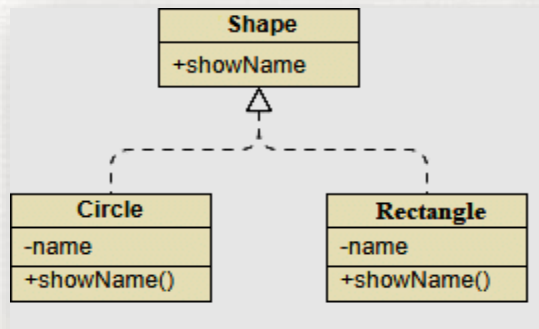 Shape
+showName
Circle
-name
+showName()
Rectangle
-name
+showName()